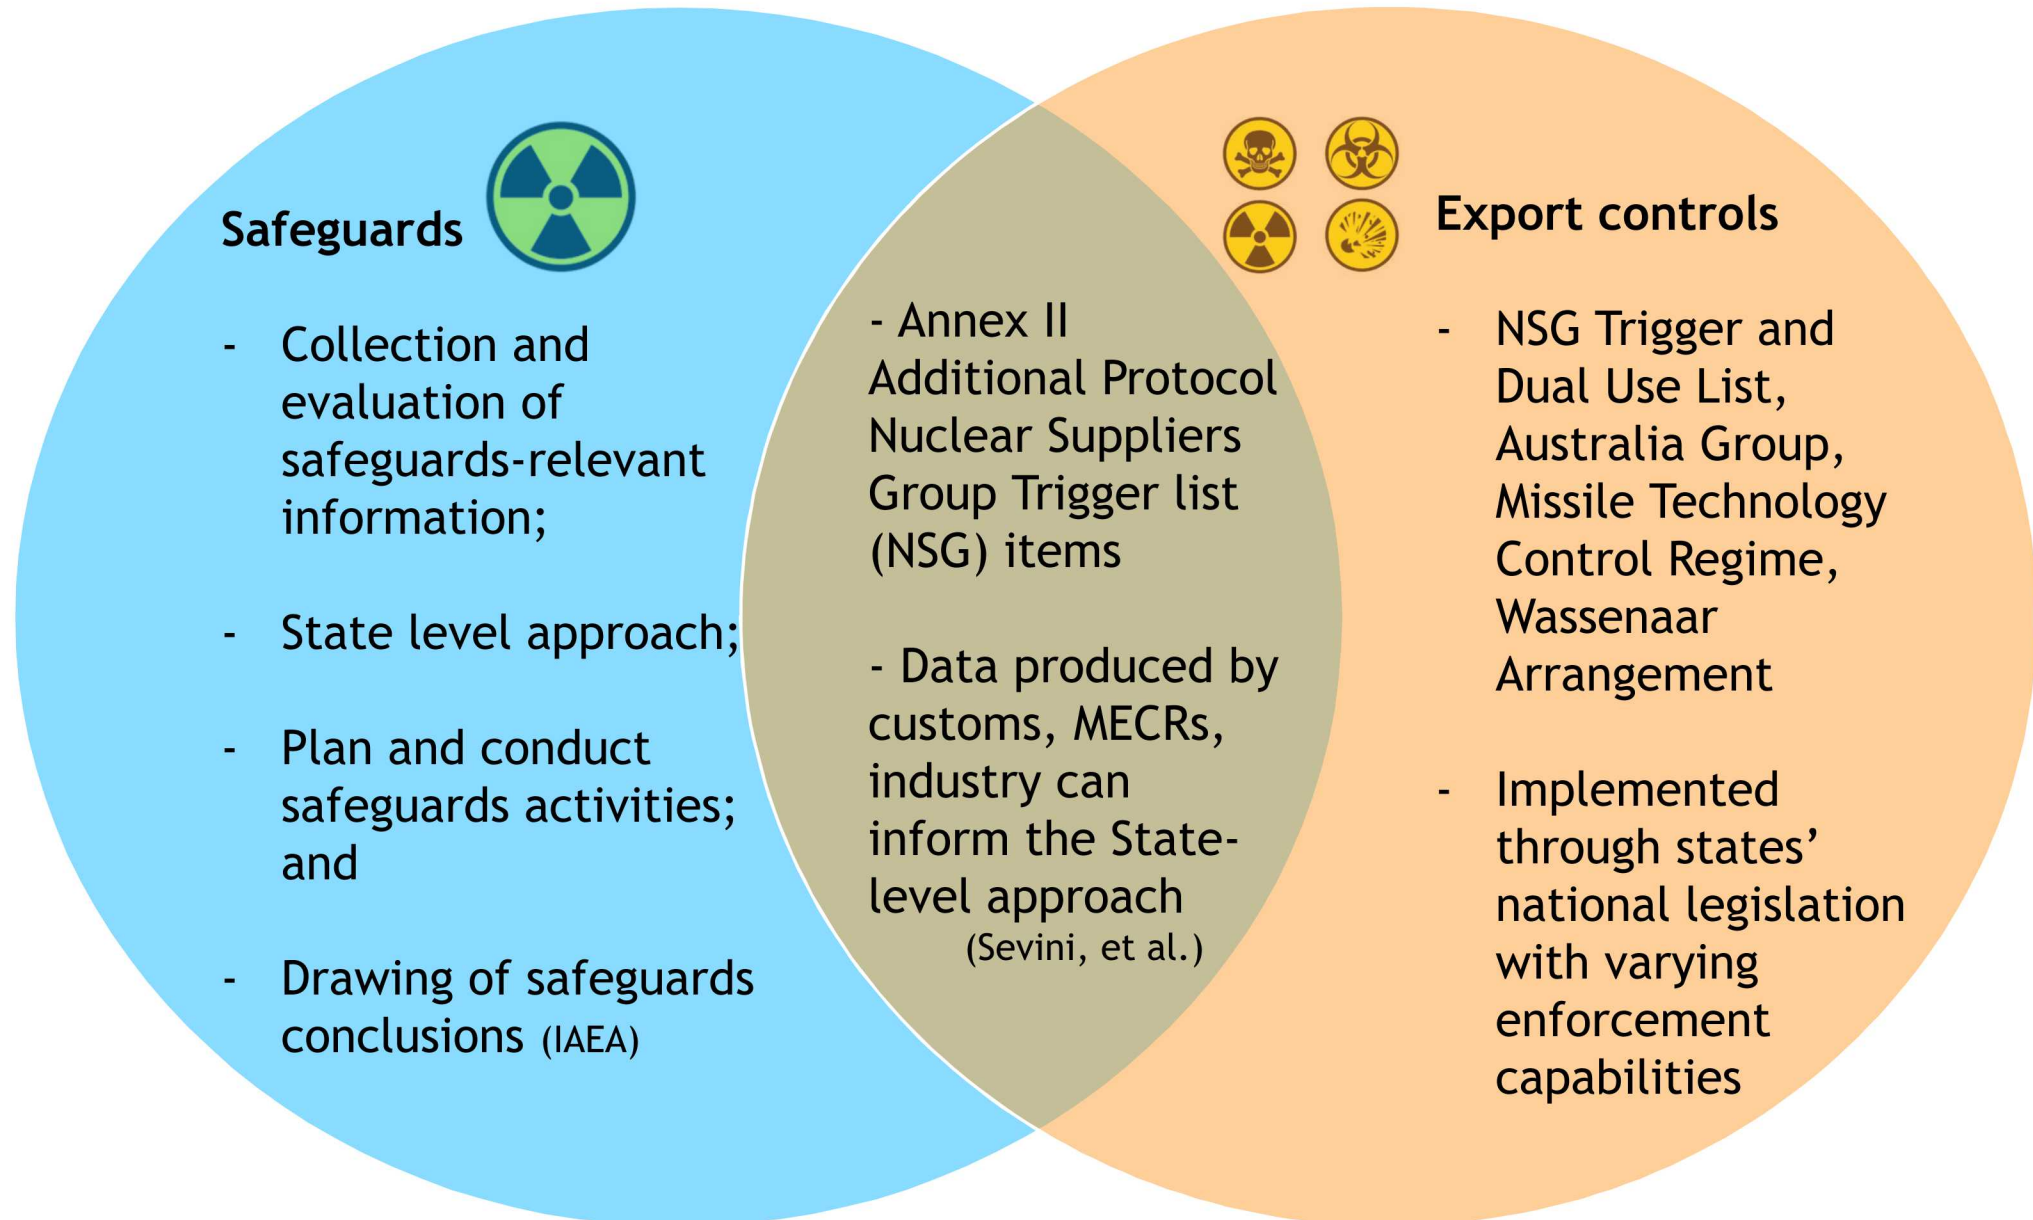 Safeguards
- Collection and
evaluation of
safeguards-relevant
information;
- State level approach;
- Plan and conduct
safeguards activities;
and
- Drawing of safeguards
conclusions (IAEA)
- Annex II
Additional Protocol
Nuclear Suppliers
Group Trigger list
(NSG) items
- Data produced by
customs, MECRs,
industry can
inform the State-
level approach
(Sevini, et al.)
Export controls
- NSG Trigger and
Dual Use List,
Australia Group,
Missile Technology
Control Regime,
Wassenaar
Arrangement
- Implemented
through states’
national legislation
with varying
enforcement
capabilities